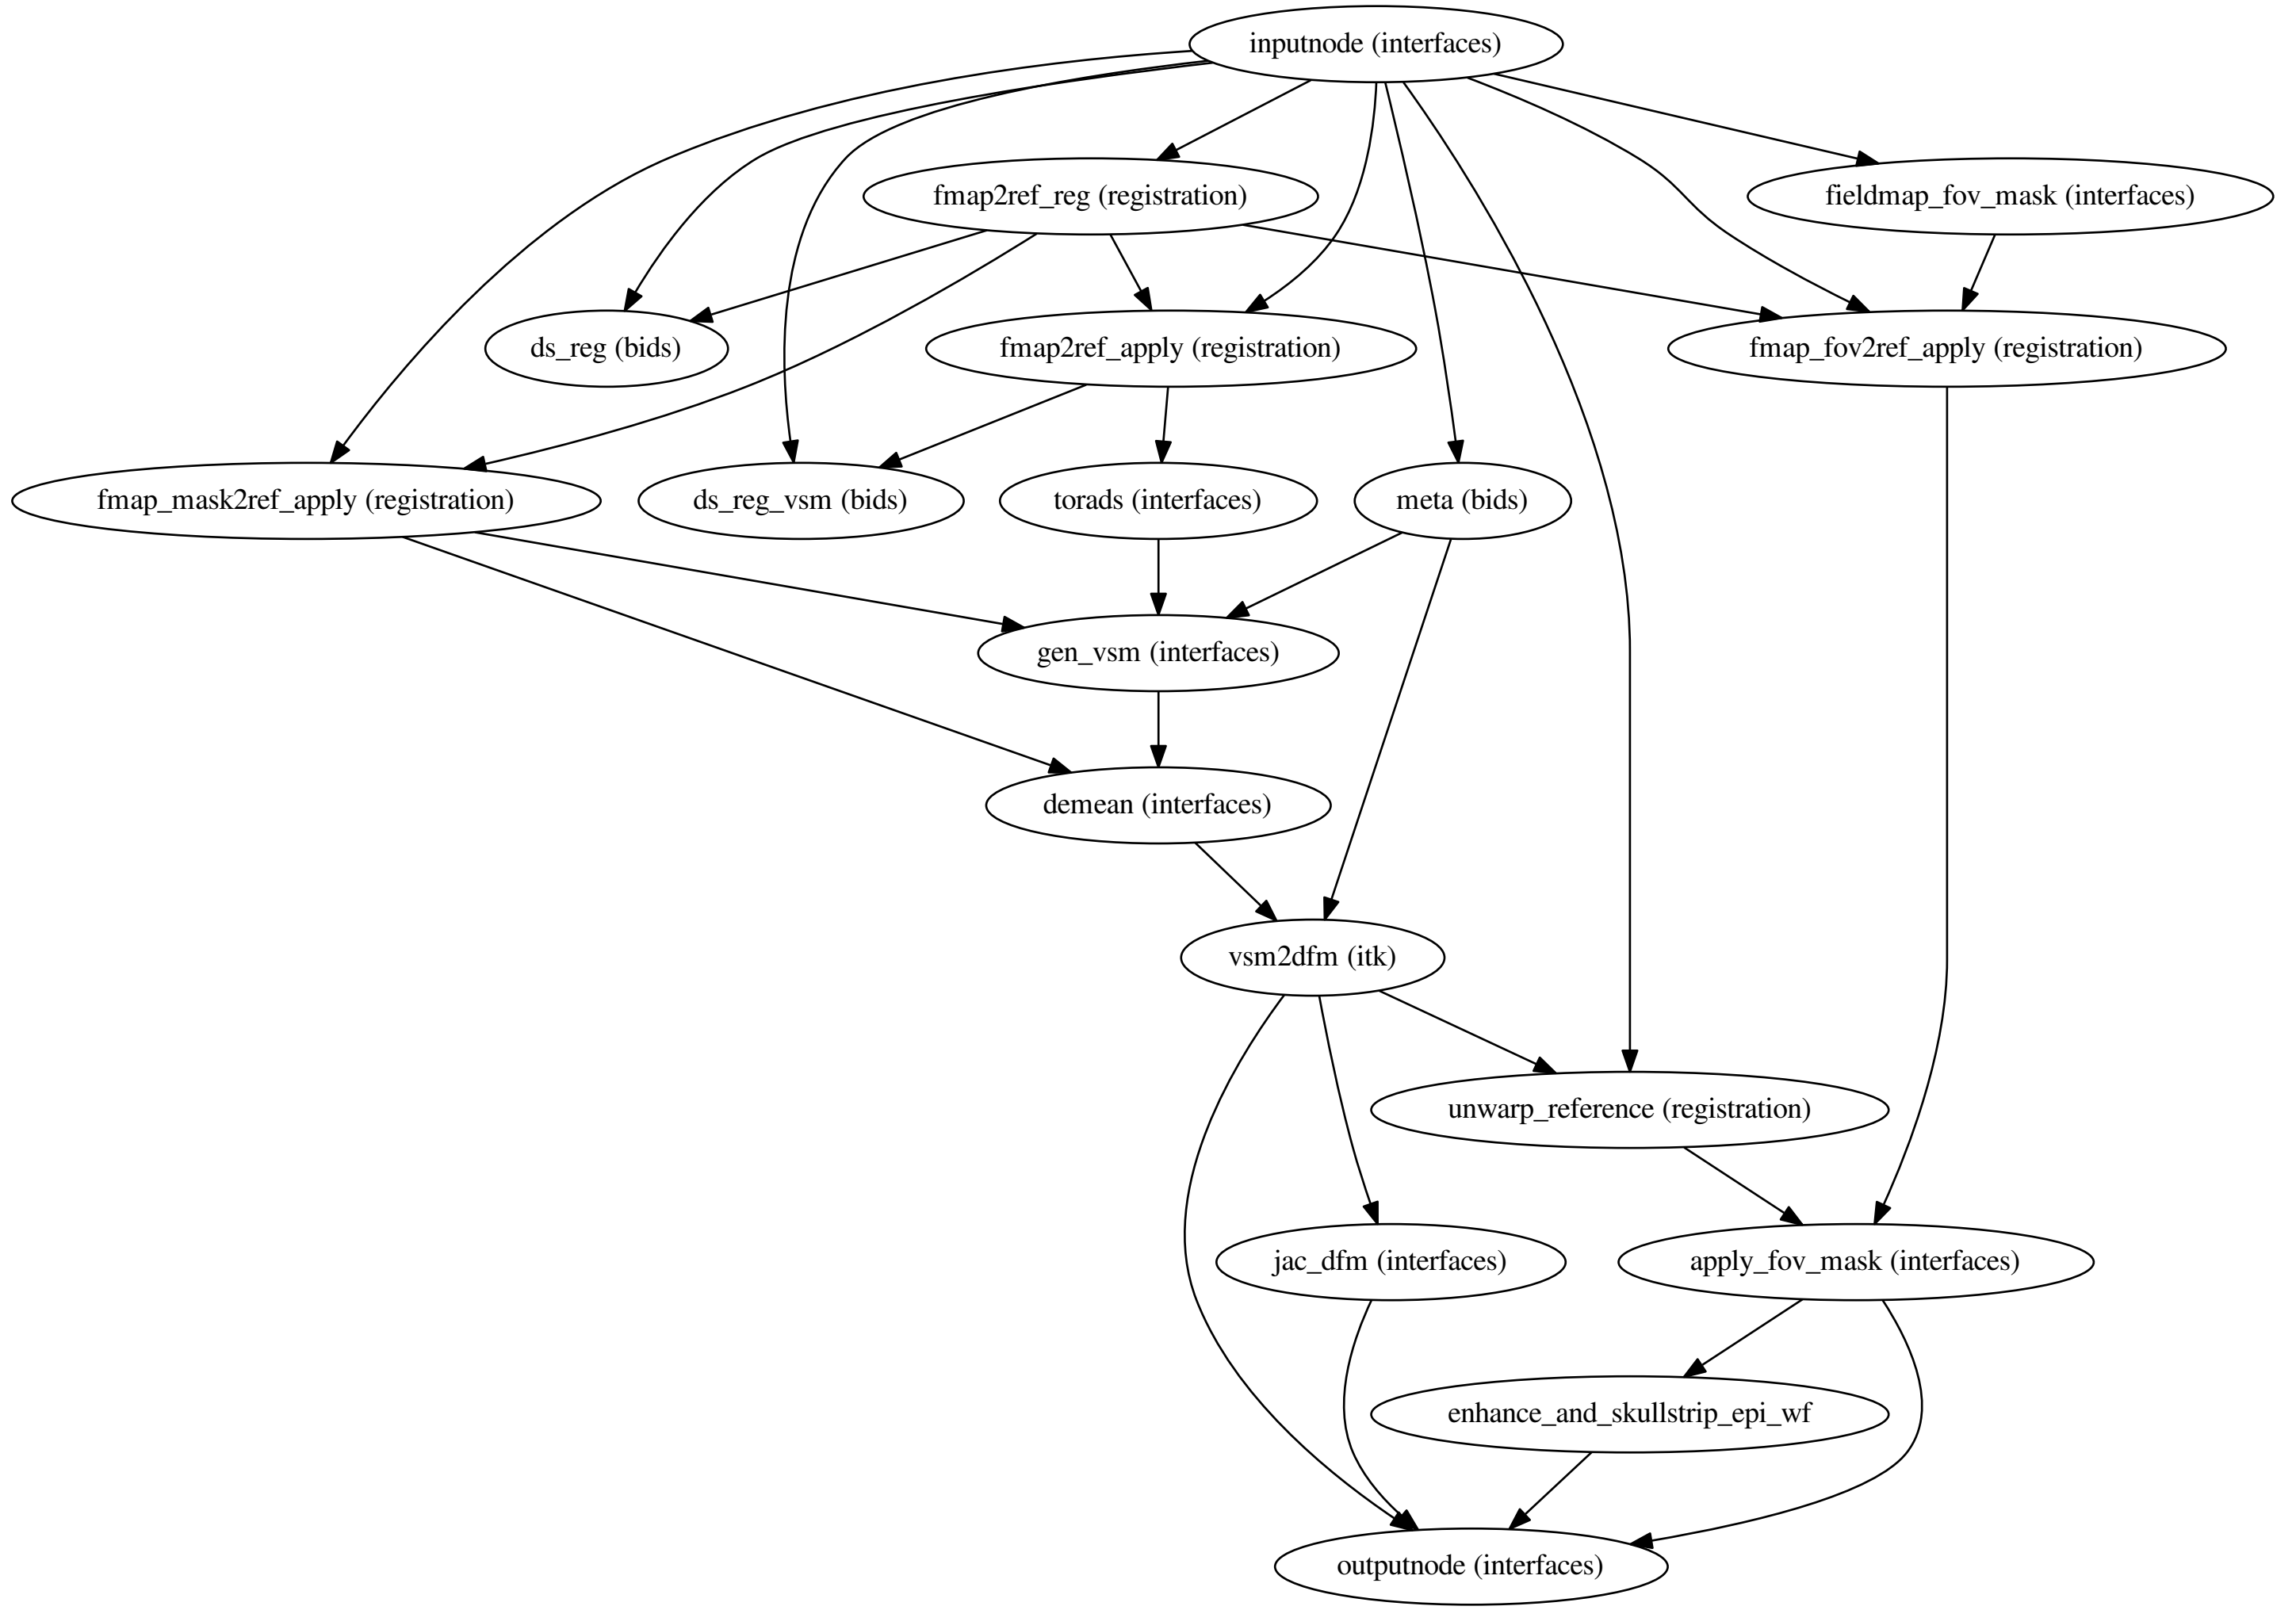 inputnode (interfaces)
fmap2ref_reg (registration)
fieldmap_fov_mask (interfaces)
ds_reg (bids)
fmap2ref_apply (registration)
fmap_fov2ref_apply (registration)
fmap_mask2ref_apply (registration)
ds_reg_vsm (bids)
torads (interfaces)
meta (bids)
gen_vsm (interfaces)
demean (interfaces)
vsm2dfm (itk)
unwarp_reference (registration)
jac_dfm (interfaces)
apply_fov_mask (interfaces)
enhance_and_skullstrip_epi_wf
outputnode (interfaces)